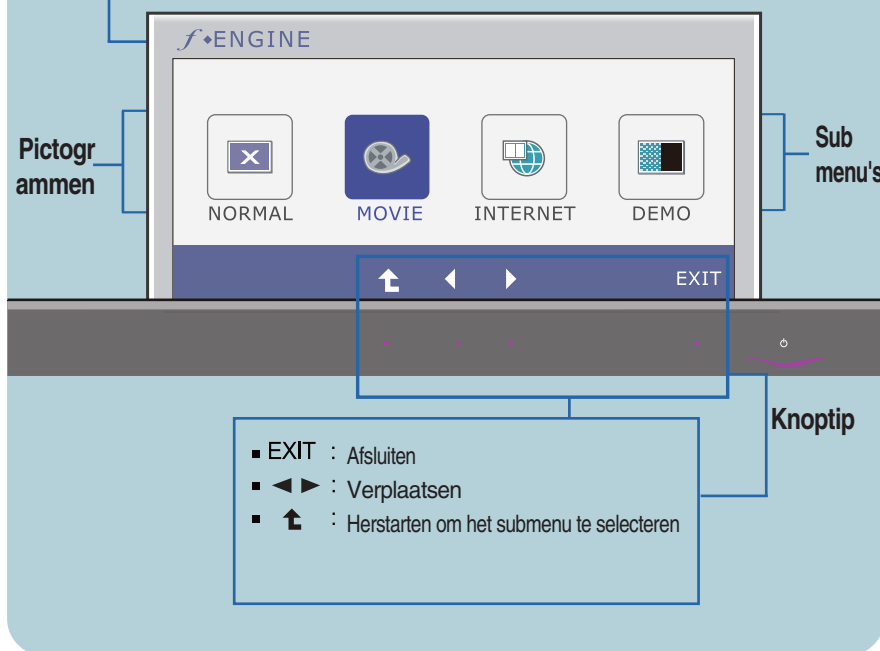 f◆ENGINE
Pictogr
ammen
Sub
menu's
NORMAL MOVIE INTERNET DEMO
EXIT
Knoptip
▪ EXIT : Afsluiten
▪ ◄ ► : Verplaatsen
▪ : Herstarten om het submenu te selecteren